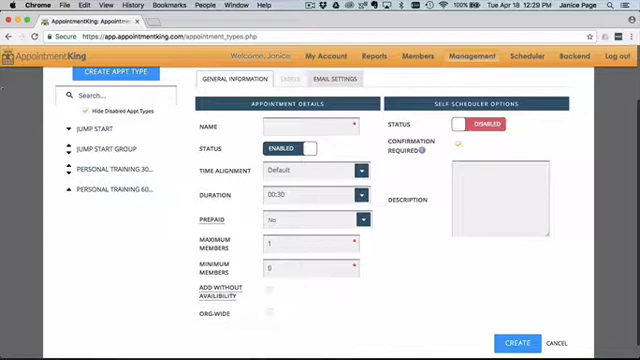 Chrome File Edit View History Bookmarks People Window Help
Tue Apr 18 12:29 PM Janice Page
AppointmentKing: Appointme
Secure https://app.appointmentking.com/appointment_types.php
AppointmentKing Welcome, Janice My Account Reports Members Management Scheduler Backend Log out
CREATE APPT TYPE
Search...
Hide Disabled Appt Types
JUMP START
JUMP START GROUP
PERSONAL TRAINING 30...
PERSONAL TRAINING 60...
GENERAL INFORMATION LABELS EMAIL SETTINGS
APPOINTMENT DETAILS
NAME *
STATUS ENABLED
TIME ALIGNMENT Default
DURATION 00:30
PREPAID No
MAXIMUM
MEMBERS 1 *
MINIMUM
MEMBERS 0 *
ADD WITHOUT
AVAILIBILITY
ORG-WIDE
SELF SCHEDULER OPTIONS
STATUS DISABLED
CONFIRMATION
REQUIRED
DESCRIPTION
CREATE CANCEL